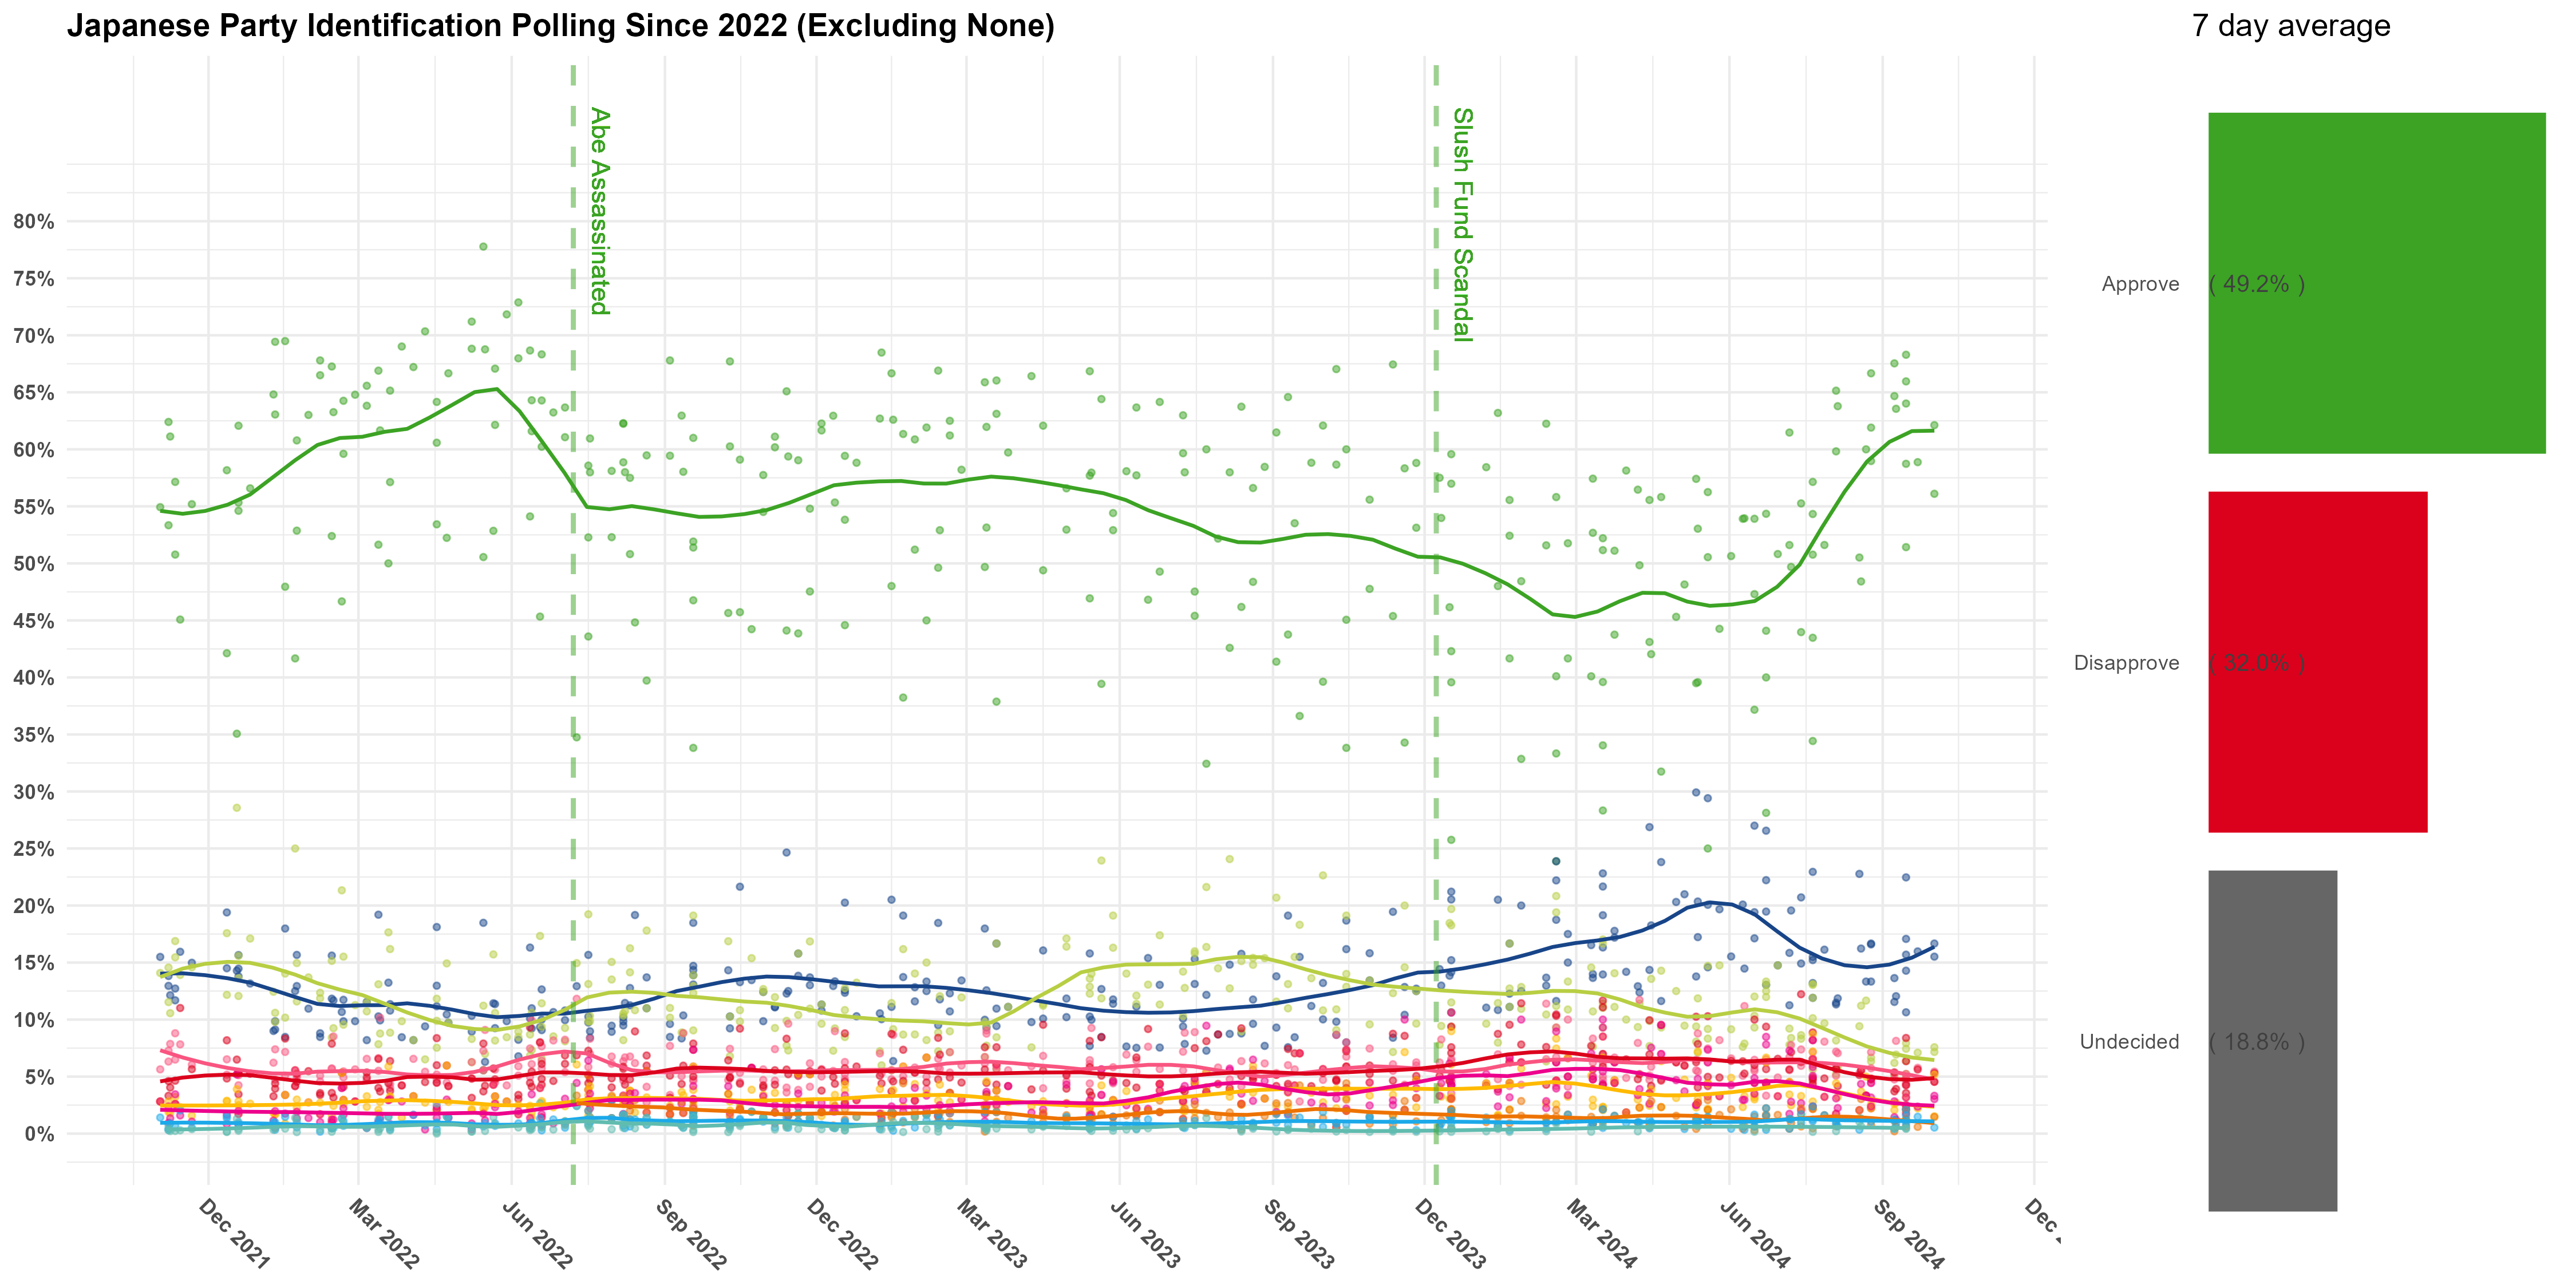 Japanese Party Identification Polling Since 2022 (Excluding None)
7 day average
Abe Assassinated
Slush Fund Scandal
80%
75%
70%
65%
60%
55%
50%
45%
40%
35%
30%
25%
20%
15%
10%
5%
0%
Dec 2021
Mar 2022
Jun 2022
Sep 2022
Dec 2022
Mar 2023
Jun 2023
Sep 2023
Dec 2023
Mar 2024
Jun 2024
Sep 2024
Dec
Approve
( 49.2% )
Disapprove
( 32.0% )
Undecided
( 18.8% )